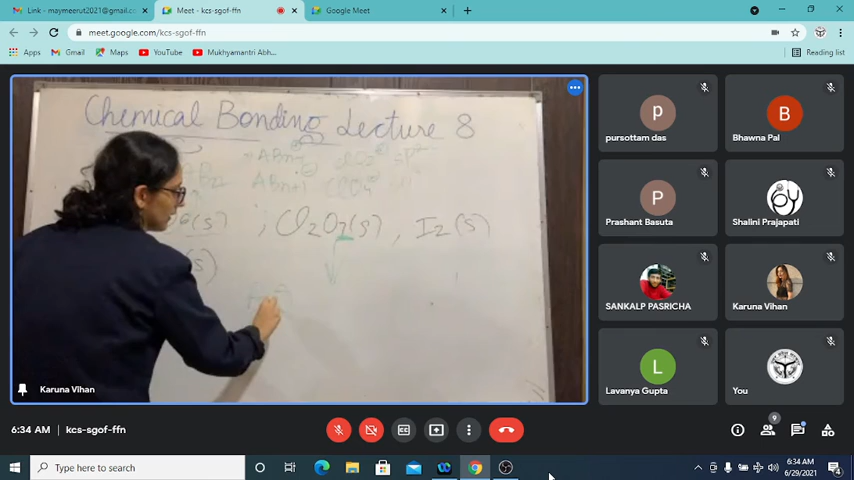 Link - maymeerut2021@gmail.co
Meet - kcs-sgof-ffn
Google Meet
meet.google.com/kcs-sgof-ffn
Apps
Gmail
Maps
YouTube
Mukhyamantri Abh...
Reading list
Chemical Bonding Lecture 8
AB2
; Cl2O7(s) , I2(s)
(s)
Karuna Vihan
p
pursottam das
B
Bhawna Pal
P
Prashant Basuta
Shalini Prajapati
SANKALP PASRICHA
Karuna Vihan
L
Lavanya Gupta
You
6:34 AM
kcs-sgof-ffn
9
Type here to search
6:34 AM
6/29/2021
4